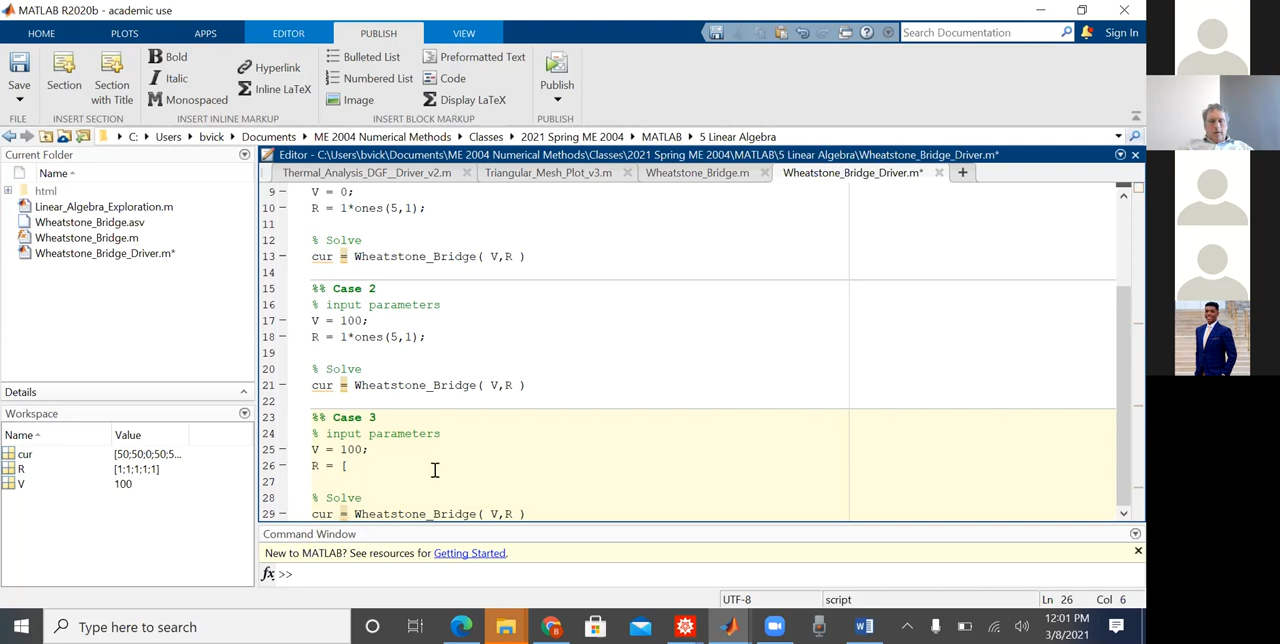 MATLAB R2020b - academic use
HOME PLOTS APPS EDITOR PUBLISH VIEW
Search Documentation Sign In
Save
Section
Section with Title
Bold
Italic
Monospaced
Hyperlink
Inline LaTeX
Bulleted List
Numbered List
Image
Preformatted Text
Code
Display LaTeX
Publish
FILE INSERT SECTION INSERT INLINE MARKUP INSERT BLOCK MARKUP PUBLISH
C: Users bvick Documents ME 2004 Numerical Methods Classes 2021 Spring ME 2004 MATLAB 5 Linear Algebra
Current Folder
Name
html
Linear_Algebra_Exploration.m
Wheatstone_Bridge.asv
Wheatstone_Bridge.m
Wheatstone_Bridge_Driver.m*
Details
Workspace
Name Value
cur [50;50;0;50;5...
R [1;1;1;1;1]
V 100
Editor - C:\Users\bvick\Documents\ME 2004 Numerical Methods\Classes\2021 Spring ME 2004\MATLAB\5 Linear Algebra\Wheatstone_Bridge_Driver.m*
Thermal_Analysis_DGF__Driver_v2.m Triangular_Mesh_Plot_v3.m Wheatstone_Bridge.m Wheatstone_Bridge_Driver.m*
9 V = 0;
10 R = 1*ones(5,1);
11
12 % Solve
13 cur = Wheatstone_Bridge( V,R )
14
15 %% Case 2
16 % input parameters
17 V = 100;
18 R = 1*ones(5,1);
19
20 % Solve
21 cur = Wheatstone_Bridge( V,R )
22
23 %% Case 3
24 % input parameters
25 V = 100;
26 R = [
27
28 % Solve
29 cur = Wheatstone_Bridge( V,R )
Command Window
New to MATLAB? See resources for Getting Started.
fx >>
UTF-8 script Ln 26 Col 6
Type here to search
12:01 PM
3/8/2021